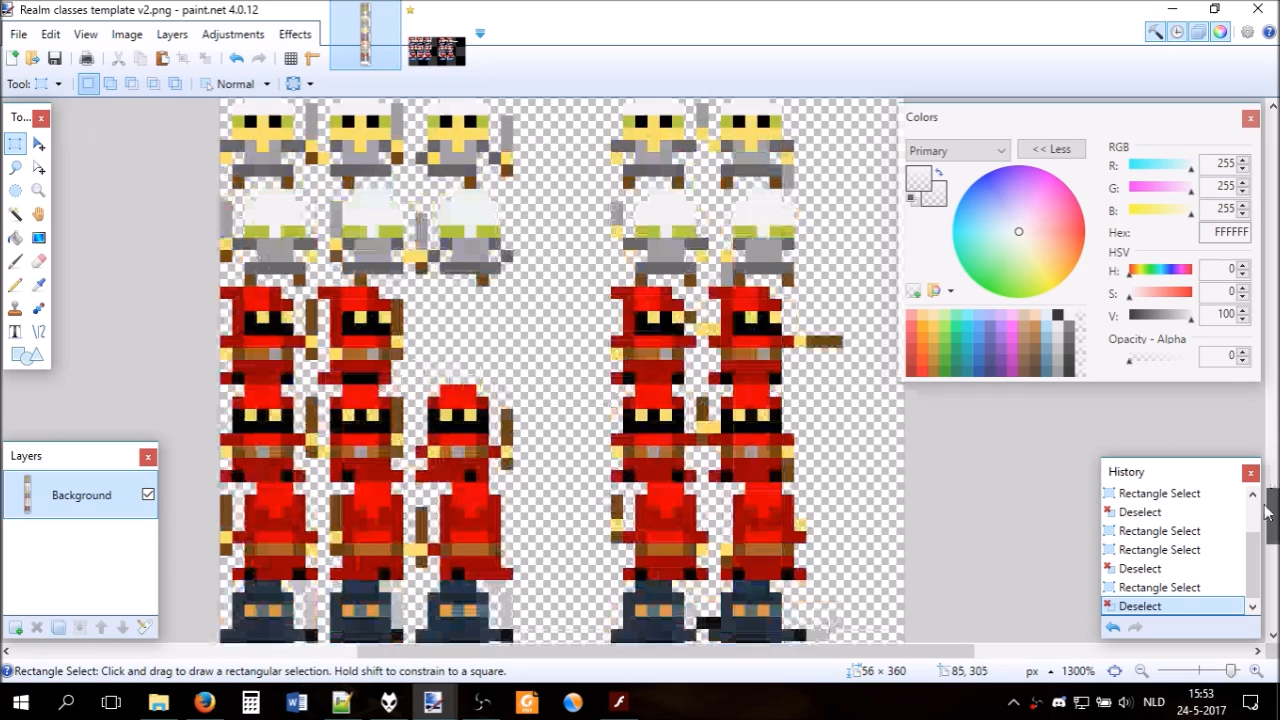 Realm classes template v2.png - paint.net 4.0.12
File Edit View Image Layers Adjustments Effects
Tool: Normal
To...
Colors
Primary << Less
RGB
R: 255
G: 255
B: 255
Hex: FFFFFF
HSV
H: 0
S: 0
V: 100
Opacity - Alpha
0
Layers
Background
History
Rectangle Select
Deselect
Rectangle Select
Rectangle Select
Deselect
Rectangle Select
Deselect
Rectangle Select: Click and drag to draw a rectangular selection. Hold shift to constrain to a square. 56 × 360 85, 305 px 1300%
NLD
15:53
24-5-2017